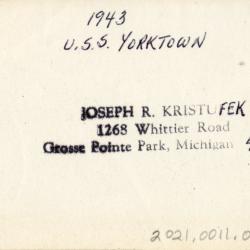 1943
U.S.S. YORKTOWN
JOSEPH R. KRISTUFEK
1268 Whittier Road
Grosse Pointe Park, Michigan
2021.0011.0